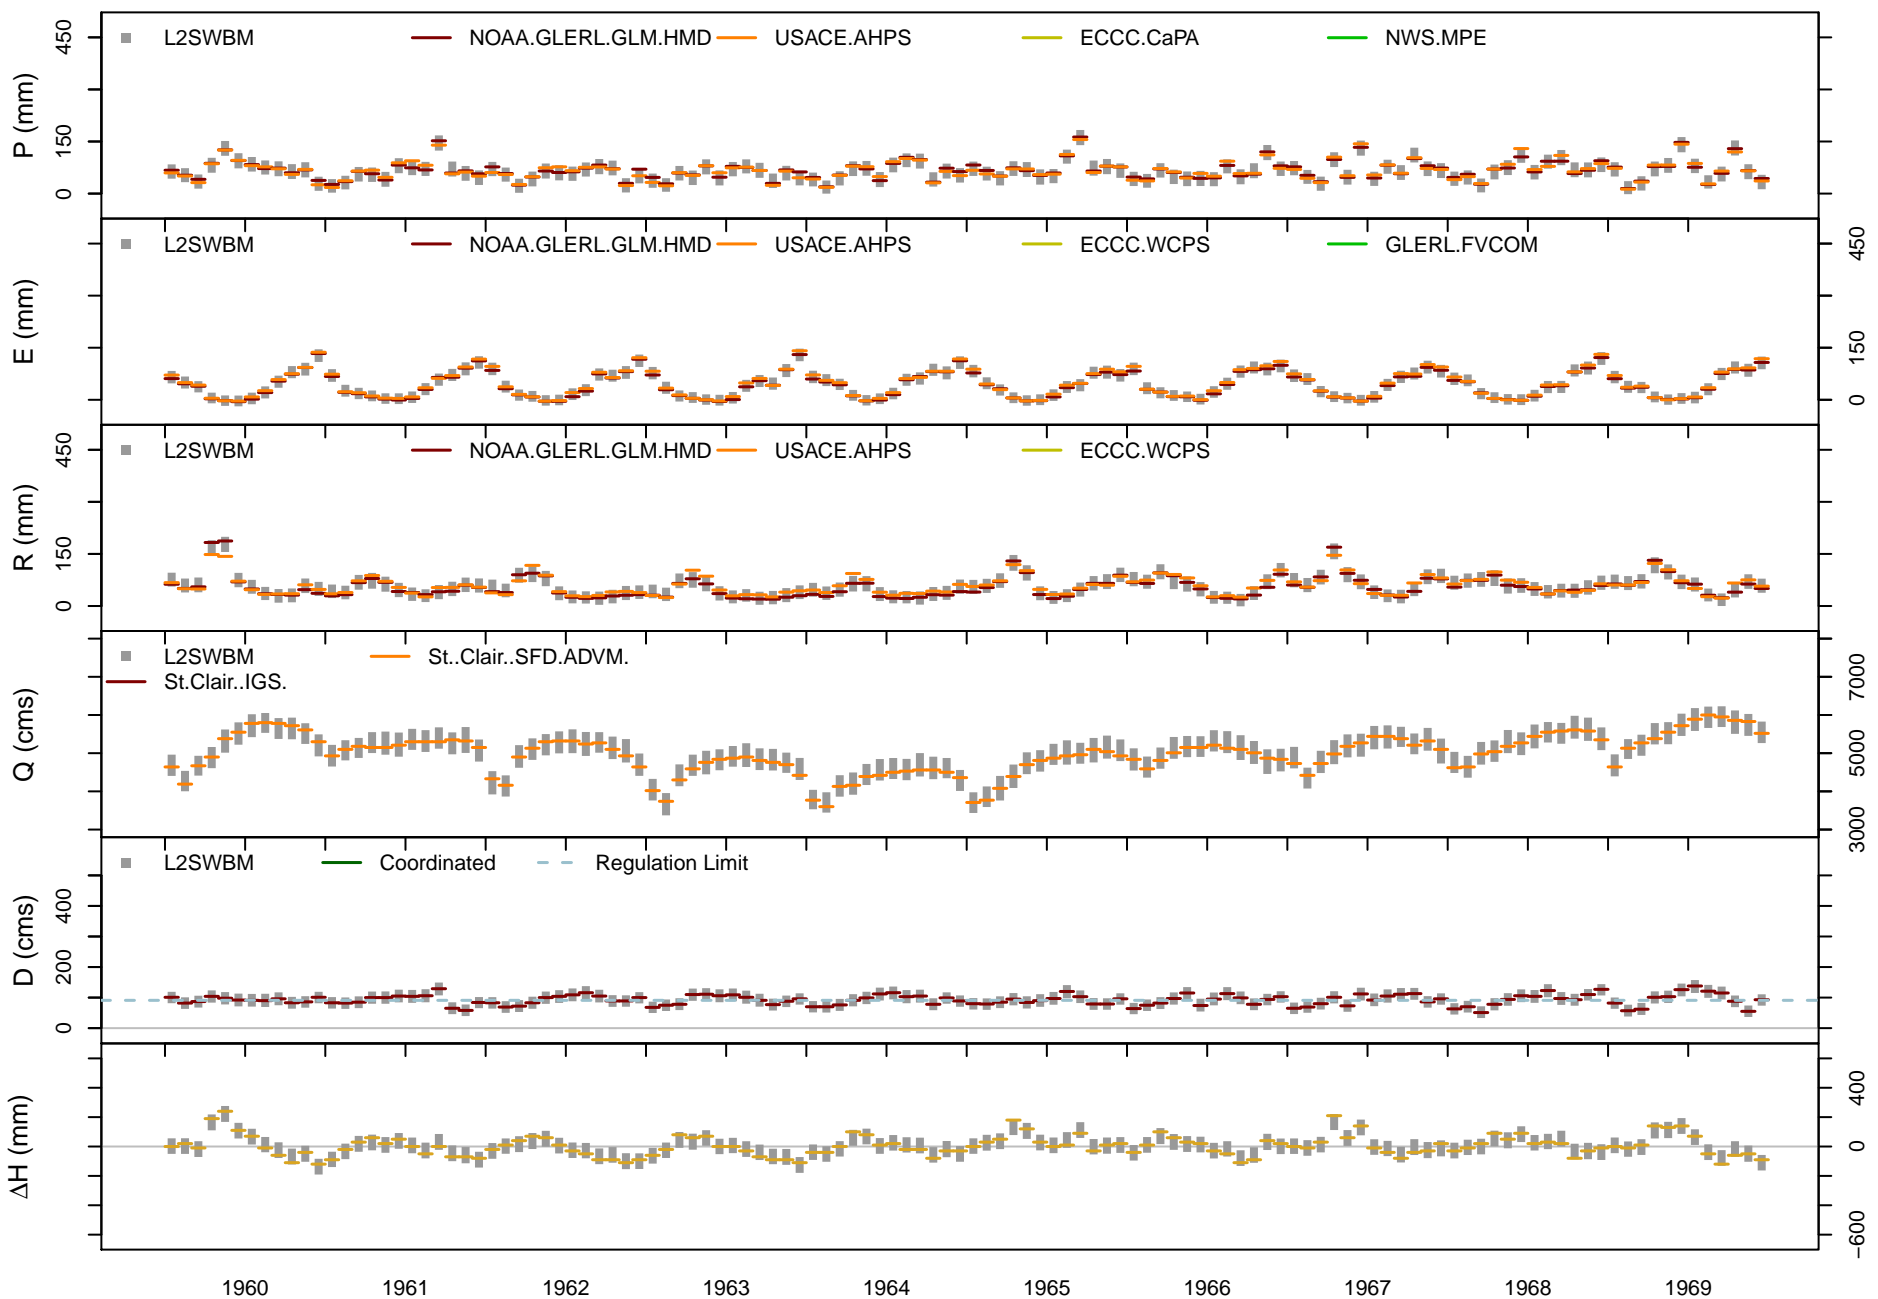 P (mm)
450
150
0
L2SWBM NOAA.GLERL.GLM.HMD USACE.AHPS ECCC.CaPA NWS.MPE
E (mm)
L2SWBM NOAA.GLERL.GLM.HMD USACE.AHPS ECCC.WCPS GLERL.FVCOM
450
150
0
R (mm)
450
150
0
L2SWBM NOAA.GLERL.GLM.HMD USACE.AHPS ECCC.WCPS
Q (cms)
L2SWBM St..Clair..SFD.ADVM.
St.Clair..IGS.
7000
5000
3000
D (cms)
400
200
0
L2SWBM Coordinated Regulation Limit
ΔH (mm)
400
0
−600
1960 1961 1962 1963 1964 1965 1966 1967 1968 1969